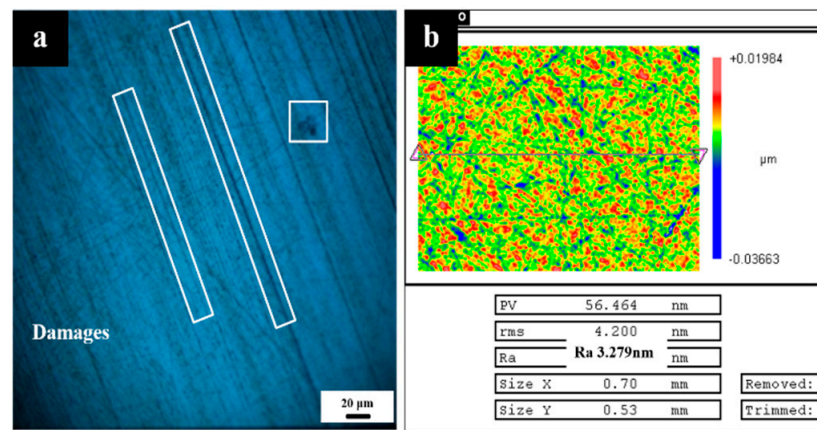 a
Damages
20 μm
b
O
+0.01984
μm
-0.03663
PV 56.464 nm
rms 4.200 nm
Ra Ra 3.279nm nm
Size X 0.70 mm
Size Y 0.53 mm
Removed:
Trimmed: